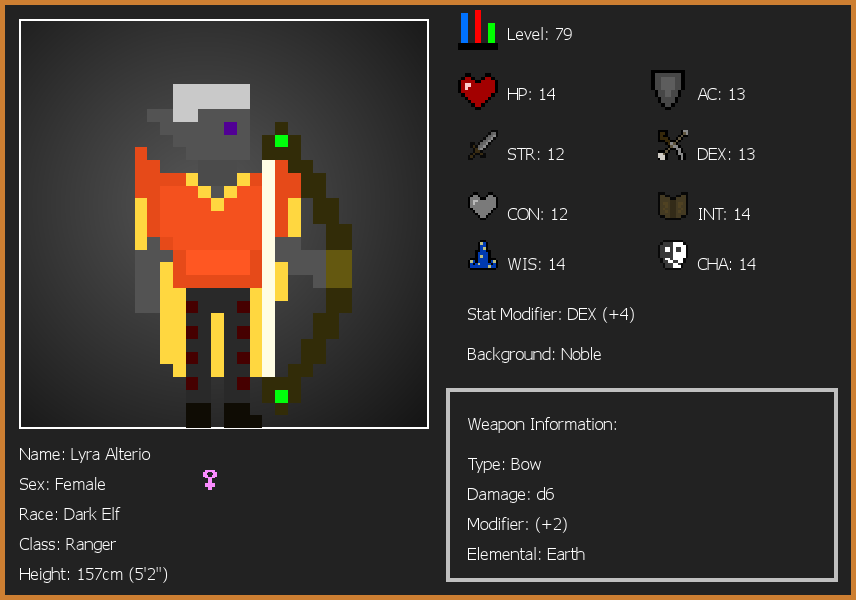 Level: 79
HP: 14
AC: 13
STR: 12
DEX: 13
CON: 12
INT: 14
WIS: 14
CHA: 14
Stat Modifier: DEX (+4)
Background: Noble
Weapon Information:
Type: Bow
Damage: d6
Modifier: (+2)
Elemental: Earth
Name: Lyra Alterio
Sex: Female
Race: Dark Elf
Class: Ranger
Height: 157cm (5'2")